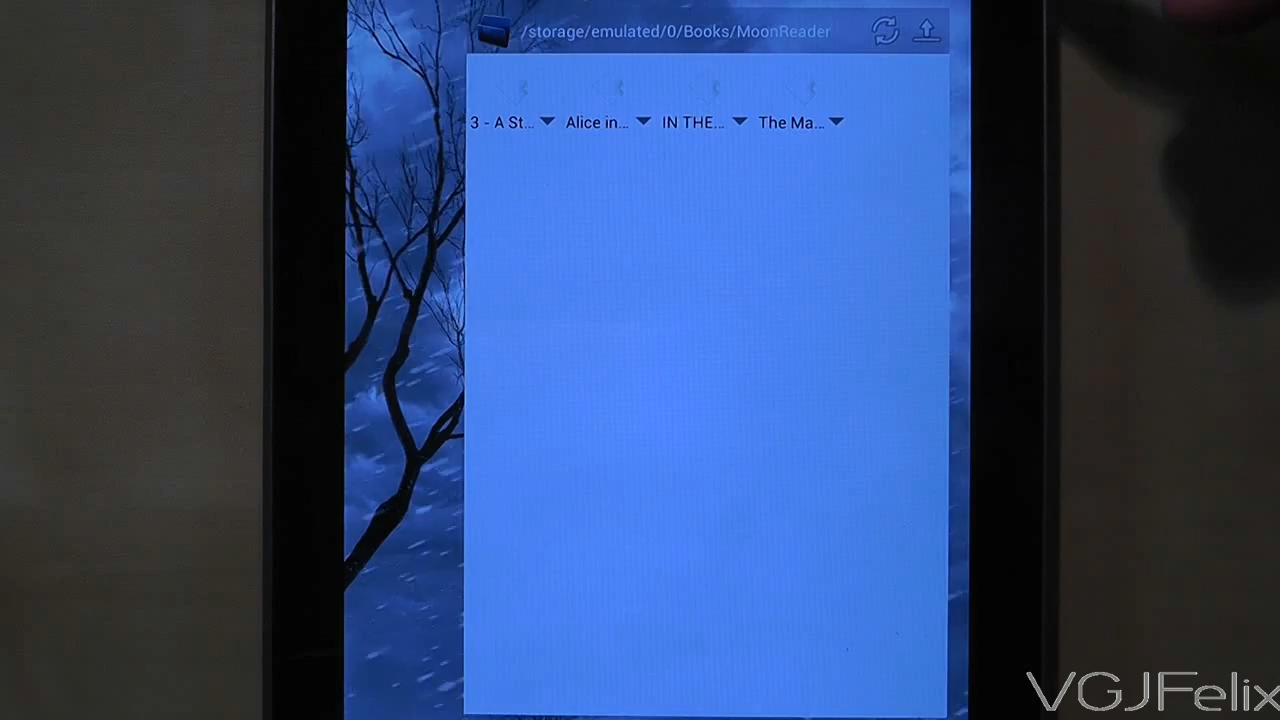 /storage/emulated/0/Books/MoonReader
3 - A St... Alice in... IN THE... The Ma...
VGJFelix